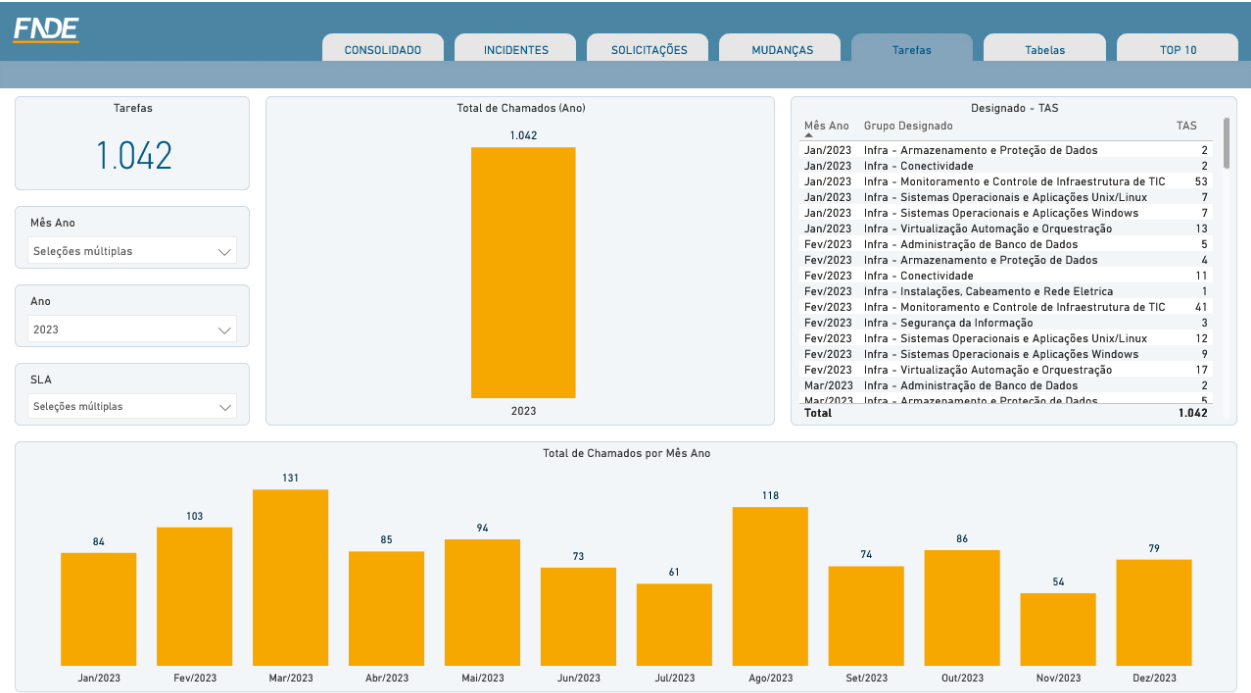 FNDE
CONSOLIDADO
INCIDENTES
SOLICITAÇÕES
MUDANÇAS
Tarefas
Tabelas
TOP 10
Tarefas
1.042
Mês Ano
Seleções múltiplas
Ano
2023
SLA
Seleções múltiplas
Total de Chamados (Ano)
1.042
2023
Designado - TAS
Mês Ano Grupo Designado TAS
Jan/2023 Infra - Armazenamento e Proteção de Dados 2
Jan/2023 Infra - Conectividade 2
Jan/2023 Infra - Monitoramento e Controle de Infraestrutura de TIC 53
Jan/2023 Infra - Sistemas Operacionais e Aplicações Unix/Linux 7
Jan/2023 Infra - Sistemas Operacionais e Aplicações Windows 7
Jan/2023 Infra - Virtualização Automação e Orquestração 13
Fev/2023 Infra - Administração de Banco de Dados 5
Fev/2023 Infra - Armazenamento e Proteção de Dados 4
Fev/2023 Infra - Conectividade 11
Fev/2023 Infra - Instalações, Cabeamento e Rede Eletrica 1
Fev/2023 Infra - Monitoramento e Controle de Infraestrutura de TIC 41
Fev/2023 Infra - Segurança da Informação 3
Fev/2023 Infra - Sistemas Operacionais e Aplicações Unix/Linux 12
Fev/2023 Infra - Sistemas Operacionais e Aplicações Windows 9
Fev/2023 Infra - Virtualização Automação e Orquestração 17
Mar/2023 Infra - Administração de Banco de Dados 2
Mar/2023 Infra - Armazenamento e Proteção de Dados 5
Total 1.042
Total de Chamados por Mês Ano
84 103 131 85 94 73 61 118 74 86 54 79
Jan/2023 Fev/2023 Mar/2023 Abr/2023 Mai/2023 Jun/2023 Jul/2023 Ago/2023 Set/2023 Out/2023 Nov/2023 Dez/2023